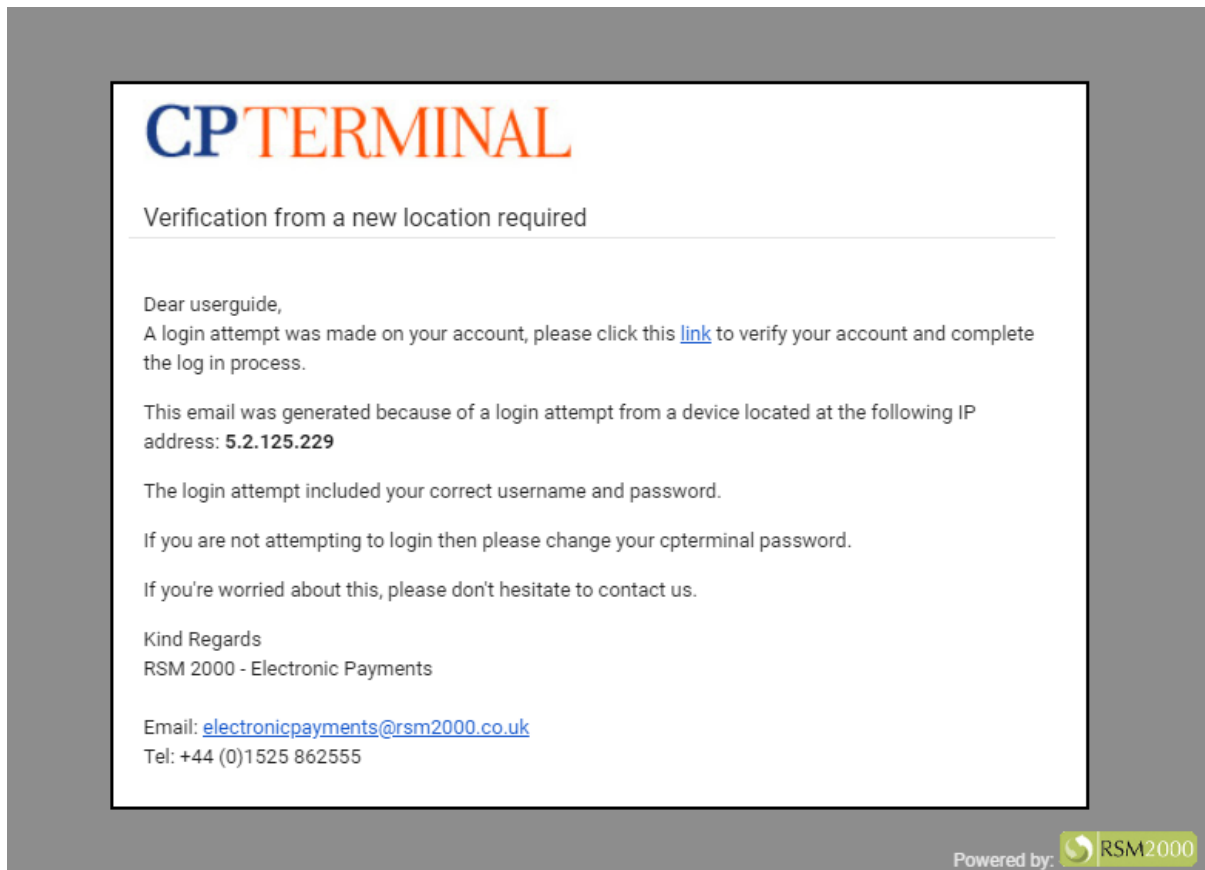 CPTERMINAL
Verification from a new location required
Dear userguide,
A login attempt was made on your account, please click this link to verify your account and complete
the log in process.
This email was generated because of a login attempt from a device located at the following IP
address: 5.2.125.229
The login attempt included your correct username and password.
If you are not attempting to login then please change your cpterminal password.
If you're worried about this, please don't hesitate to contact us.
Kind Regards
RSM 2000 - Electronic Payments
Email: electronicpayments@rsm2000.co.uk
Tel: +44 (0)1525 862555
Powered by: RSM2000